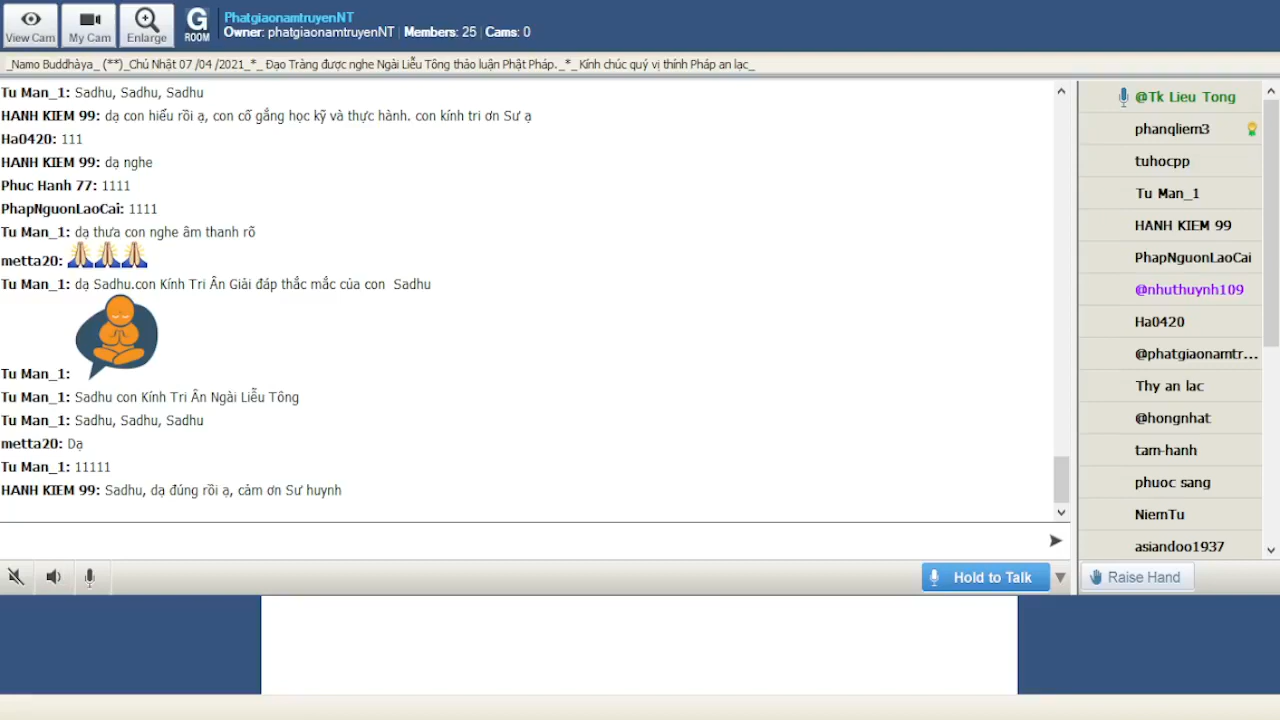 View Cam
My Cam
Enlarge
G
ROOM
PhatgiaonamtruyenNT
Owner: phatgiaonamtruyenNT | Members: 25 | Cams: 0
_Namo Buddhàya_ (**)_Chủ Nhật 07 /04 /2021_*_ Đạo Tràng được nghe Ngài Liễu Tông thảo luận Phật Pháp._*_ Kính chúc quý vị thính Pháp an lạc_
Tu Man_1: Sadhu, Sadhu, Sadhu
HANH KIEM 99: dạ con hiểu rồi ạ, con cố gắng học kỹ và thực hành. con kính tri ơn Sư ạ
Ha0420: 111
HANH KIEM 99: dạ nghe
Phuc Hanh 77: 1111
PhapNguonLaoCai: 1111
Tu Man_1: dạ thưa con nghe âm thanh rõ
metta20:
Tu Man_1: dạ Sadhu.con Kính Tri Ân Giải đáp thắc mắc của con  Sadhu
Tu Man_1:
Tu Man_1: Sadhu con Kính Tri Ân Ngài Liễu Tông
Tu Man_1: Sadhu, Sadhu, Sadhu
metta20: Dạ
Tu Man_1: 11111
HANH KIEM 99: Sadhu, dạ đúng rồi ạ, cảm ơn Sư huynh
@Tk Lieu Tong
phanqliem3
tuhocpp
Tu Man_1
HANH KIEM 99
PhapNguonLaoCai
@nhuthuynh109
Ha0420
@phatgiaonamtr...
Thy an lac
@hongnhat
tam-hanh
phuoc sang
NiemTu
asiandoo1937
Hold to Talk
Raise Hand